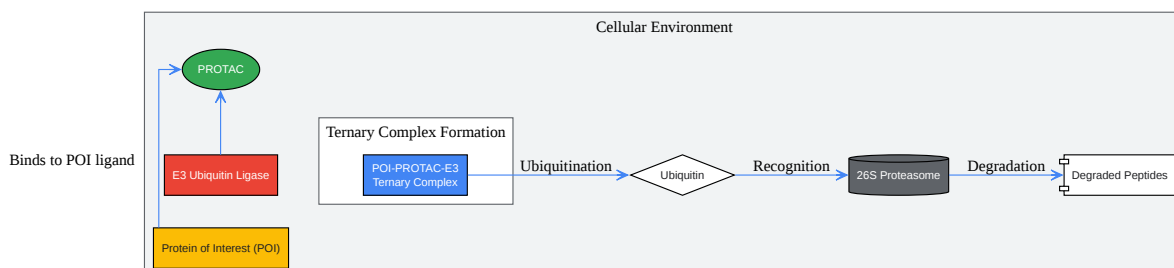 Cellular Environment
PROTAC
Binds to POI ligand
E3 Ubiquitin Ligase
Protein of Interest (POI)
Ternary Complex Formation
POI-PROTAC-E3
Ternary Complex
Ubiquitination
Ubiquitin
Recognition
26S Proteasome
Degradation
Degraded Peptides